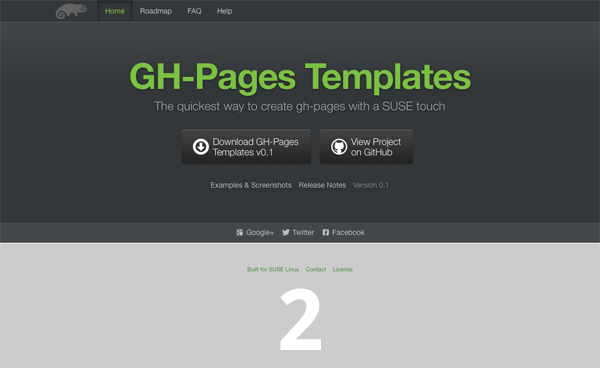 Home Roadmap FAQ Help
GH-Pages Templates
The quickest way to create gh-pages with a SUSE touch
Download GH-Pages
Templates v0.1
View Project
on GitHub
Examples & Screenshots Release Notes Version 0.1
Google+ Twitter Facebook
Built for SUSE Linus Contact License
2